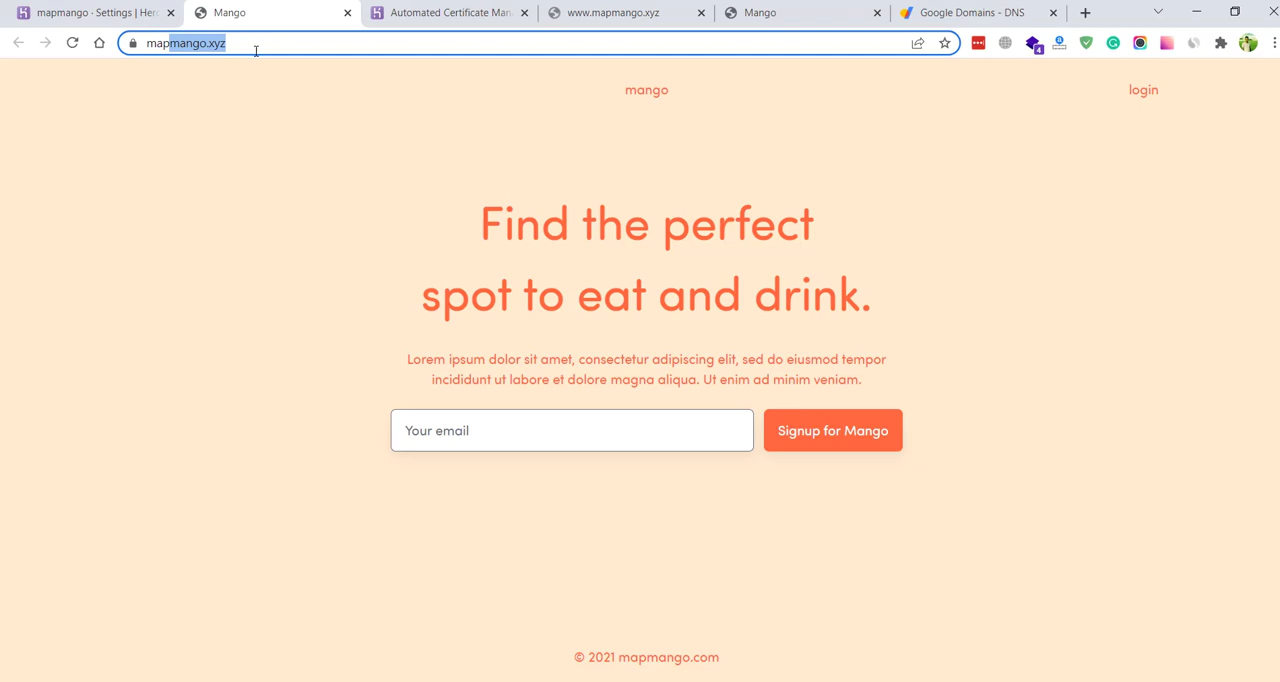 mapmango · Settings | Her
Mango
Automated Certificate Man
www.mapmango.xyz
Mango
Google Domains - DNS
mapmango.xyz
4
mango
login
Find the perfect
spot to eat and drink.
Lorem ipsum dolor sit amet, consectetur adipiscing elit, sed do eiusmod tempor
incididunt ut labore et dolore magna aliqua. Ut enim ad minim veniam.
Your email
Signup for Mango
© 2021 mapmango.com